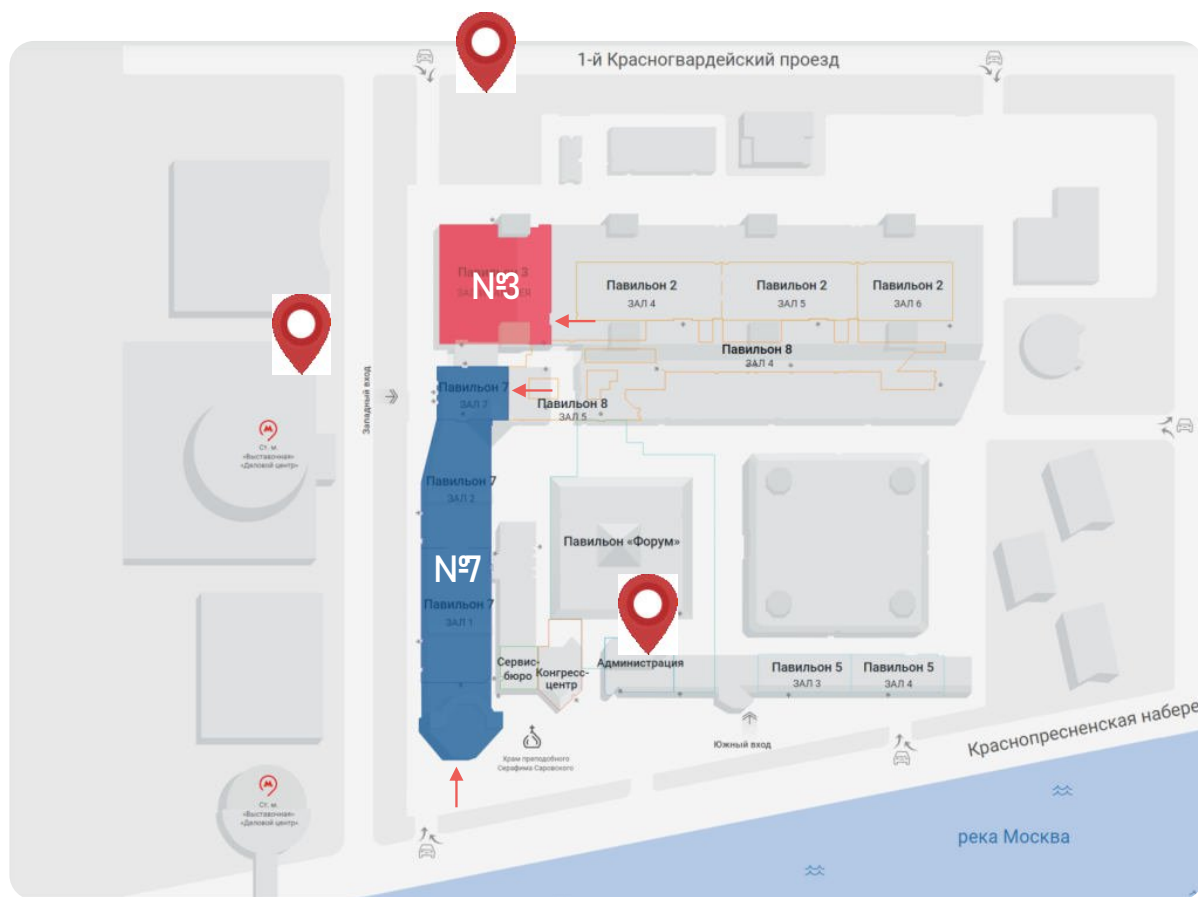 1-й Красногвардейский проезд
Павильон 3
№3
Павильон 2
ЗАЛ 4
Павильон 2
ЗАЛ 5
Павильон 2
ЗАЛ 6
Павильон 8
ЗАЛ 4
Западный вход
Павильон 7
ЗАЛ 7
Павильон 8
ЗАЛ 5
Ст. м.
«Выставочная»
«Деловой центр»
Павильон 7
ЗАЛ 2
Павильон «Форум»
№7
Павильон 7
ЗАЛ 1
Сервис-
бюро
Конгресс-
центр
Администрация
Павильон 5
ЗАЛ 3
Павильон 5
ЗАЛ 4
Южный вход
Храм преподобного
Серафима Саровского
Краснопресненская набере
Ст. м.
«Выставочная»
«Деловой центр»
река Москва